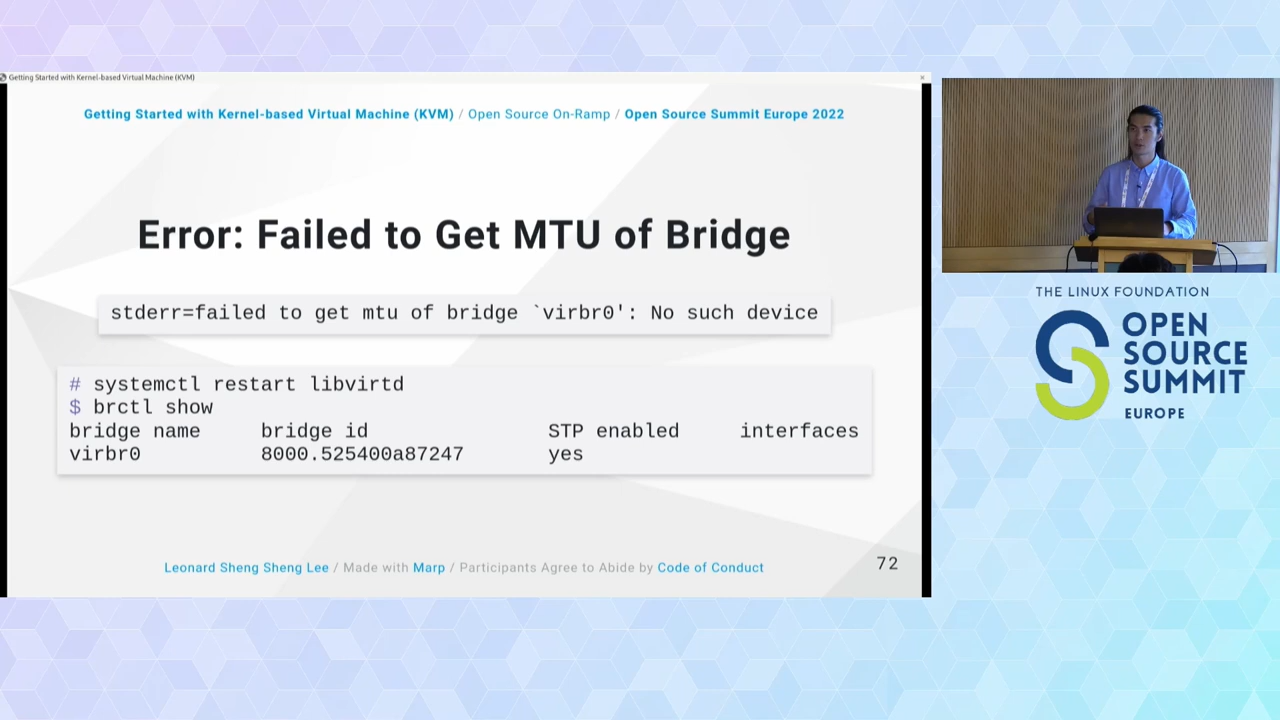 Getting Started with Kernel-based Virtual Machine (KVM)
Getting Started with Kernel-based Virtual Machine (KVM) / Open Source On-Ramp / Open Source Summit Europe 2022
Error: Failed to Get MTU of Bridge
stderr=failed to get mtu of bridge `virbr0': No such device
# systemctl restart libvirtd
$ brctl show
bridge name bridge id STP enabled interfaces
virbr0 8000.525400a87247 yes
Leonard Sheng Sheng Lee / Made with Marp / Participants Agree to Abide by Code of Conduct
72
THE LINUX FOUNDATION
OPEN
SOURCE
SUMMIT
EUROPE